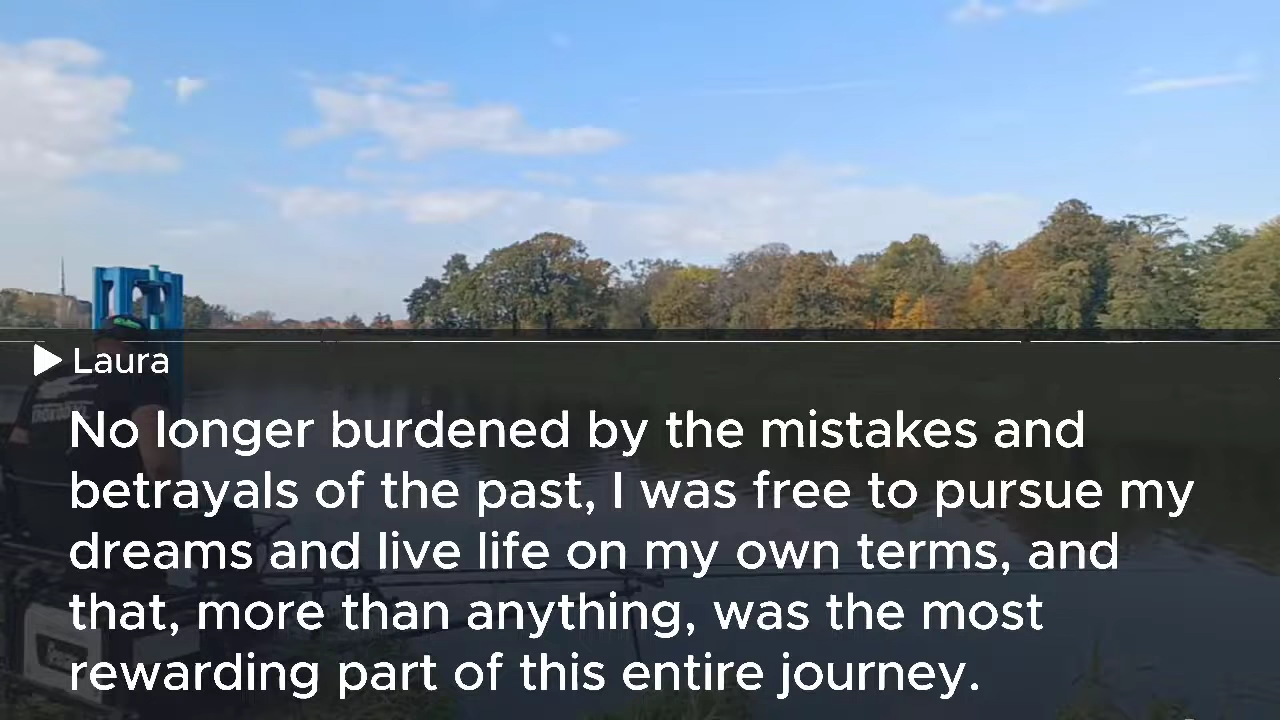 Laura
No longer burdened by the mistakes and
betrayals of the past, I was free to pursue my
dreams and live life on my own terms, and
that, more than anything, was the most
rewarding part of this entire journey.